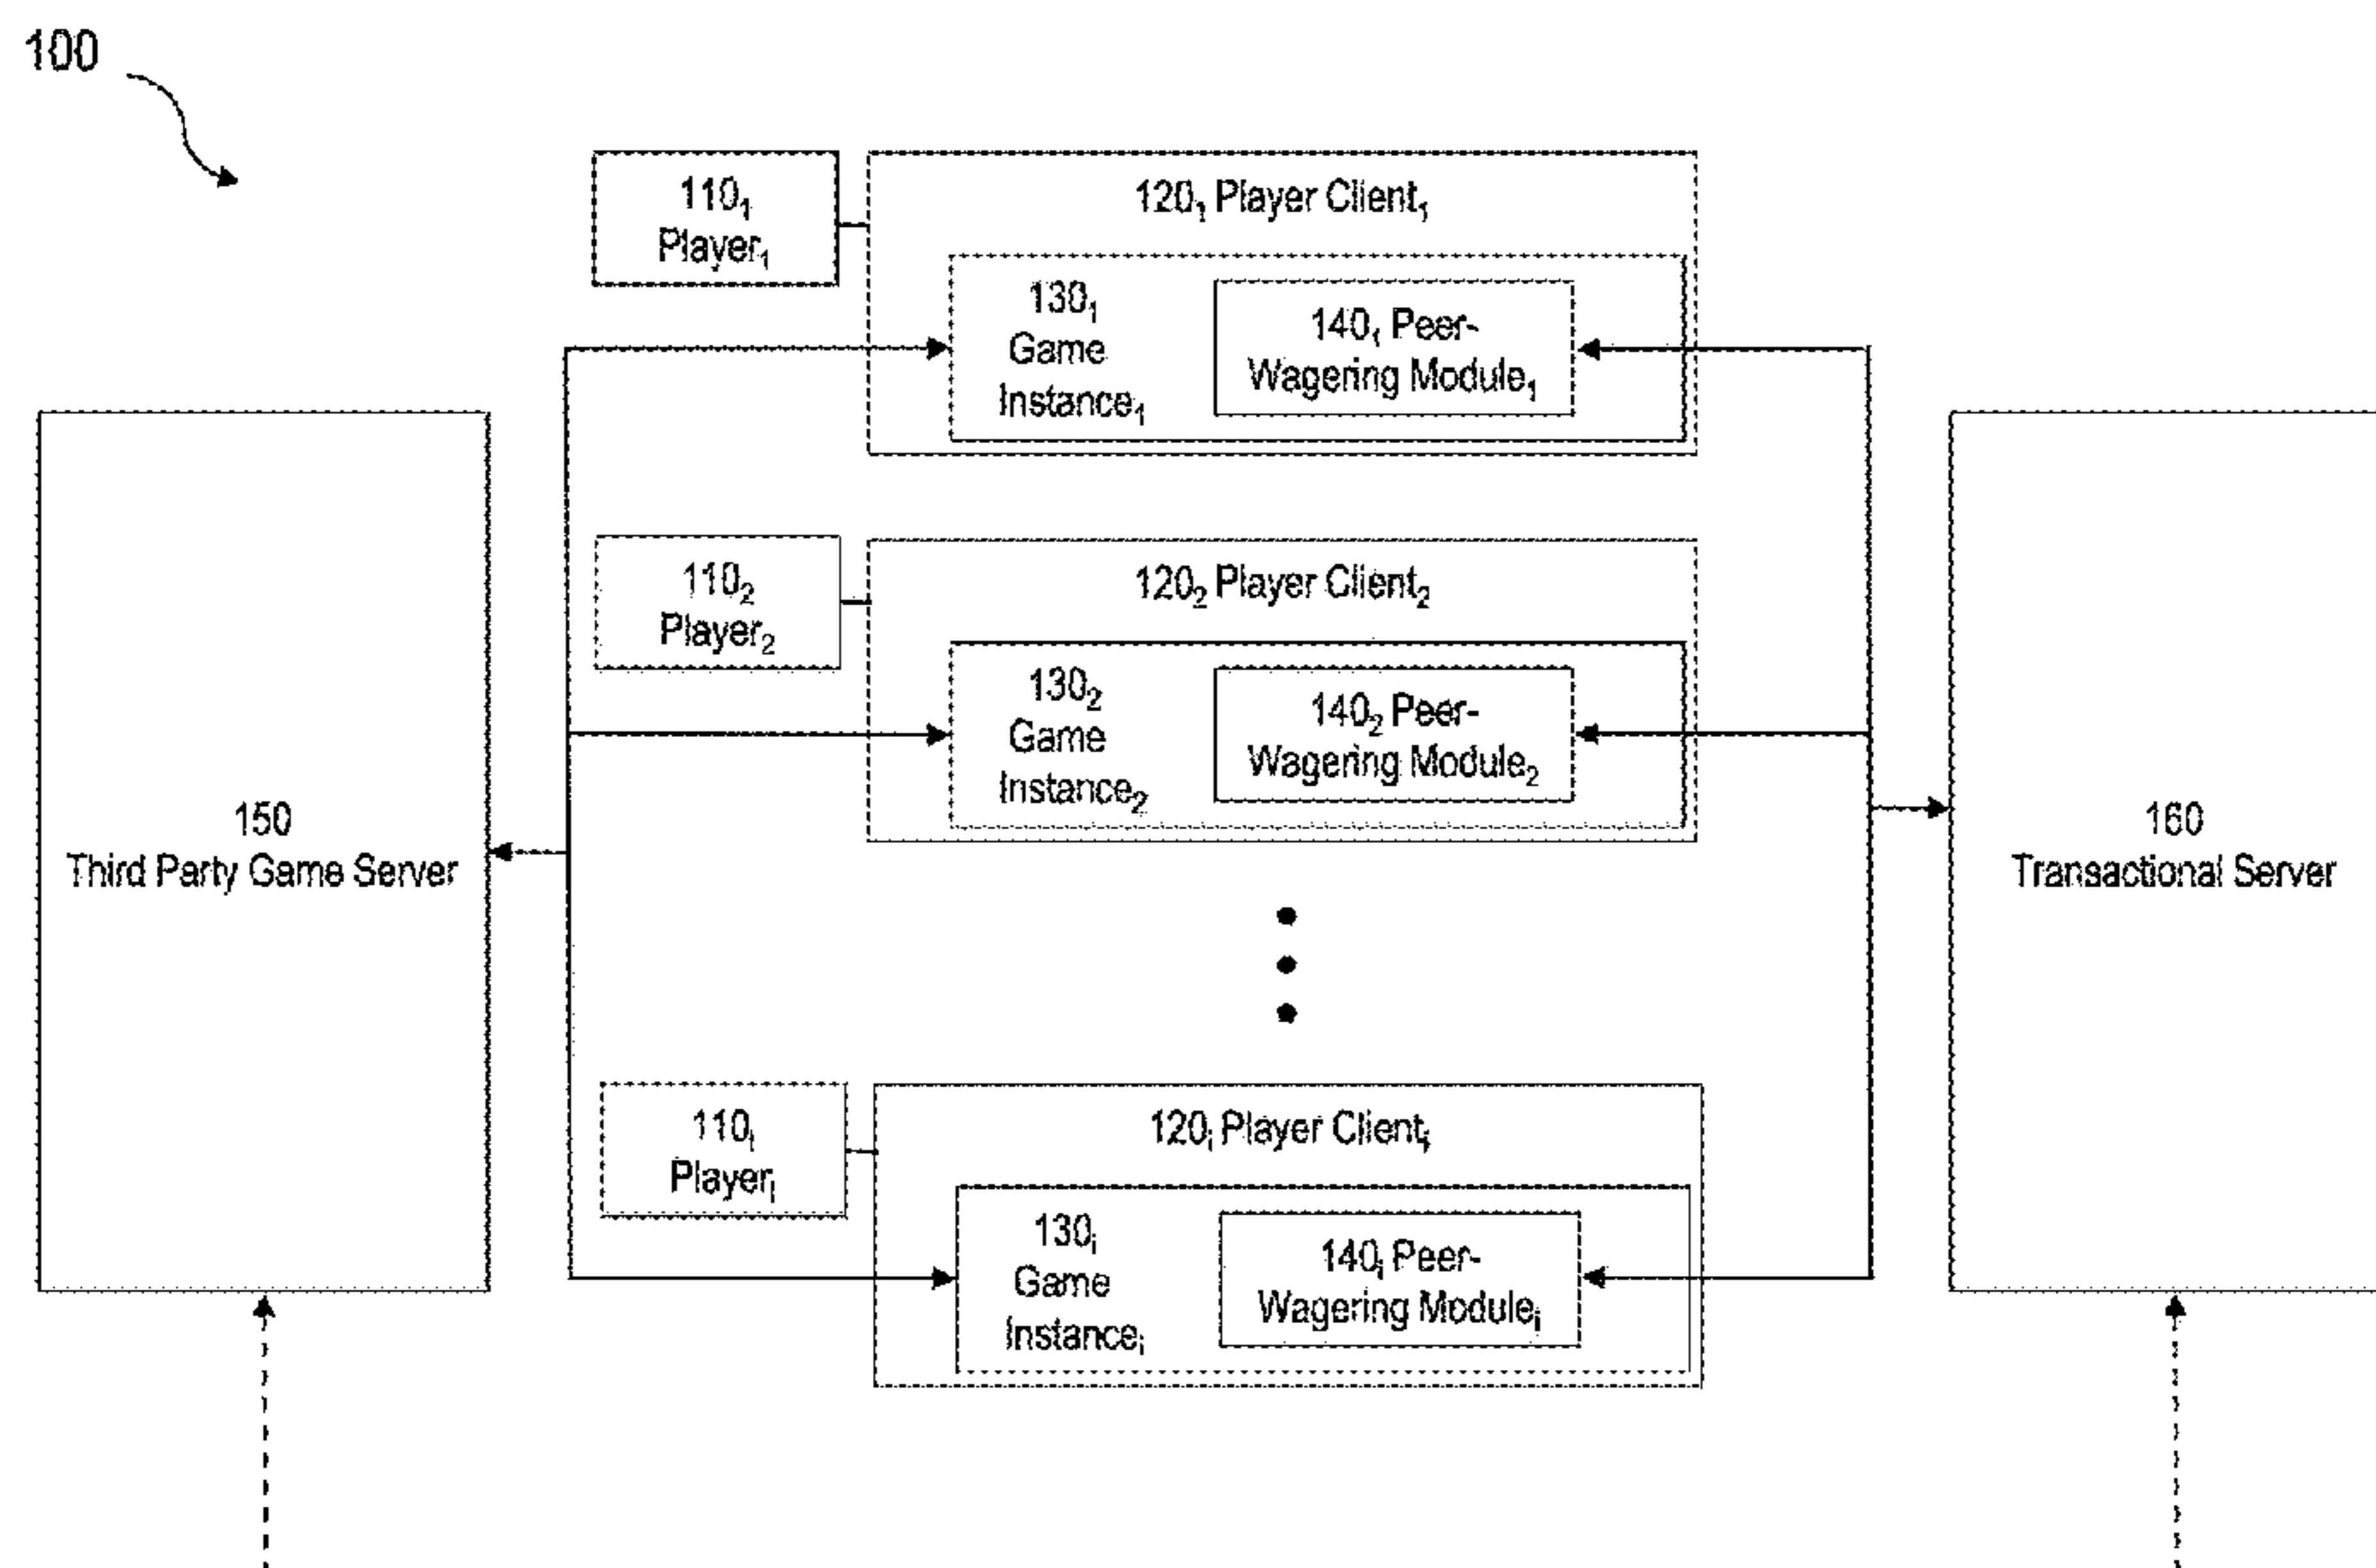 100
110₁
Player₁
120₁ Player Client₁
130₁
Game
Instance₁
140₁ Peer-
Wagering Module₁
110₂
Player₂
120₂ Player Client₂
130₂
Game
Instance₂
140₂ Peer-
Wagering Module₂
150
Third Party Game Server
160
Transactional Server
110ᵢ
Playerᵢ
120ᵢ Player Clientᵢ
130ᵢ
Game
Instanceᵢ
140ᵢ Peer-
Wagering Moduleᵢ